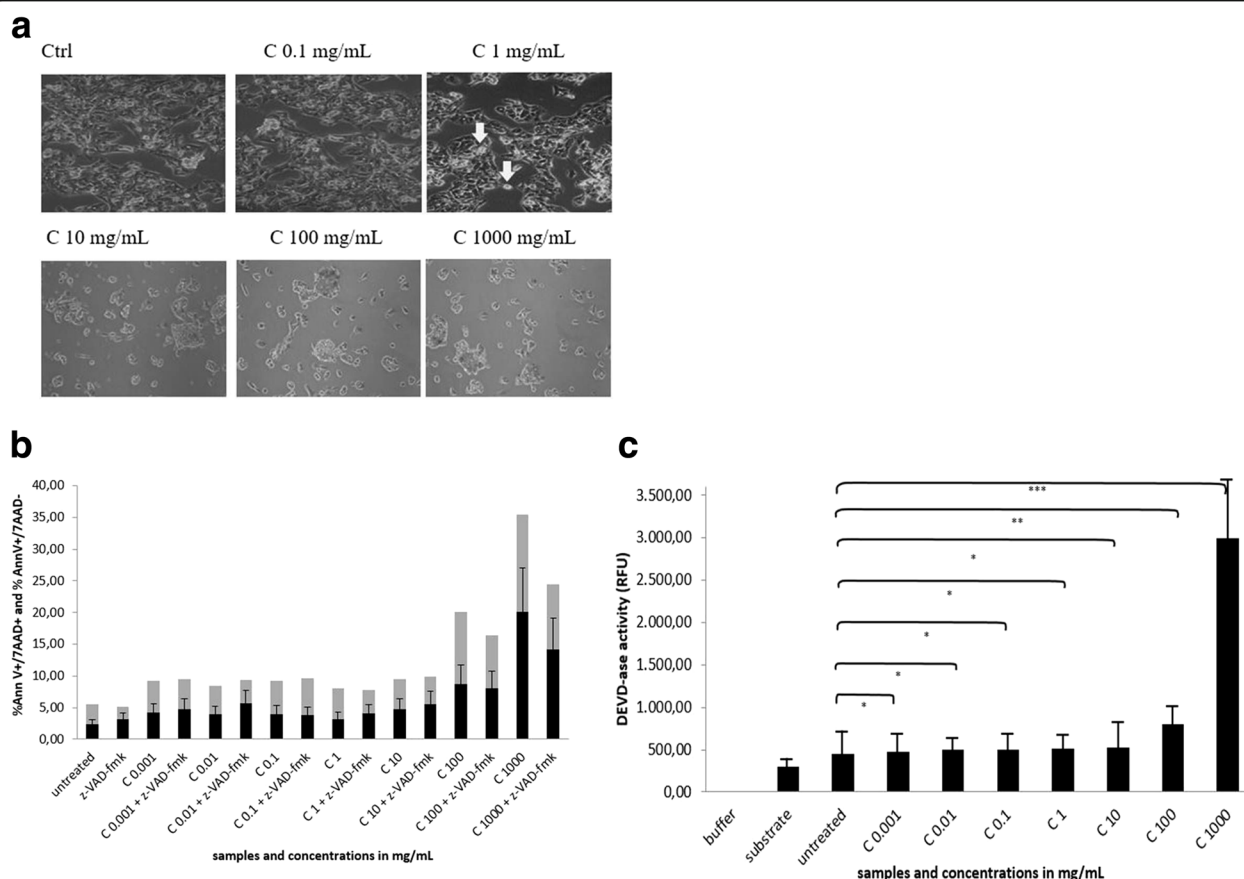 a
Ctrl
C 0.1 mg/mL
C 1 mg/mL
C 10 mg/mL
C 100 mg/mL
C 1000 mg/mL
b
%Ann V+/7AAD+ and % AnnV+/7AAD-
40,00
35,00
30,00
25,00
20,00
15,00
10,00
5,00
0,00
untreated
z-VAD-fmk
C 0.001
C 0.001 + z-VAD-fmk
C 0.01
C 0.01 + z-VAD-fmk
C 0.1
C 0.1 + z-VAD-fmk
C 1
C 1 + z-VAD-fmk
C 10
C 10 + z-VAD-fmk
C 100
C 100 + z-VAD-fmk
C 1000
C 1000 + z-VAD-fmk
samples and concentrations in mg/mL
c
DEVD-ase activity (RFU)
3.500,00
3.000,00
2.500,00
2.000,00
1.500,00
1.000,00
500,00
0,00
***
**
*
*
*
*
*
buffer
substrate
untreated
C 0.001
C 0.01
C 0.1
C 1
C 10
C 100
C 1000
samples and concentrations in mg/mL